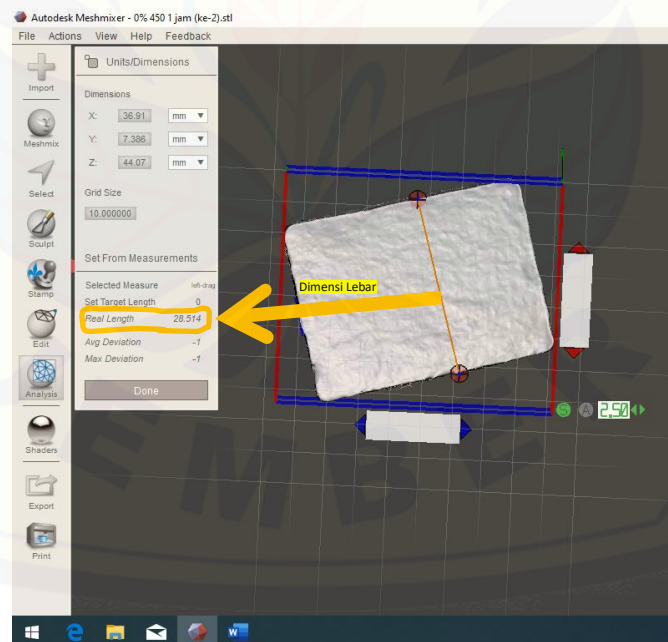 Autodesk Meshmixer - 0% 450 1 jam (ke-2).stl
File Actions View Help Feedback
Import
Meshmix
Select
Sculpt
Stamp
Edit
Analysis
Shaders
Export
Print
Units/Dimensions
Dimensions
X: 36.91 mm
Y: 7.386 mm
Z: 44.07 mm
Grid Size
10.000000
Set From Measurements
Selected Measure left-drag
Set Target Length 0
Real Length 28.514
Avg Deviation -1
Max Deviation -1
Done
Dimensi Lebar
S A 2.50
EMBER